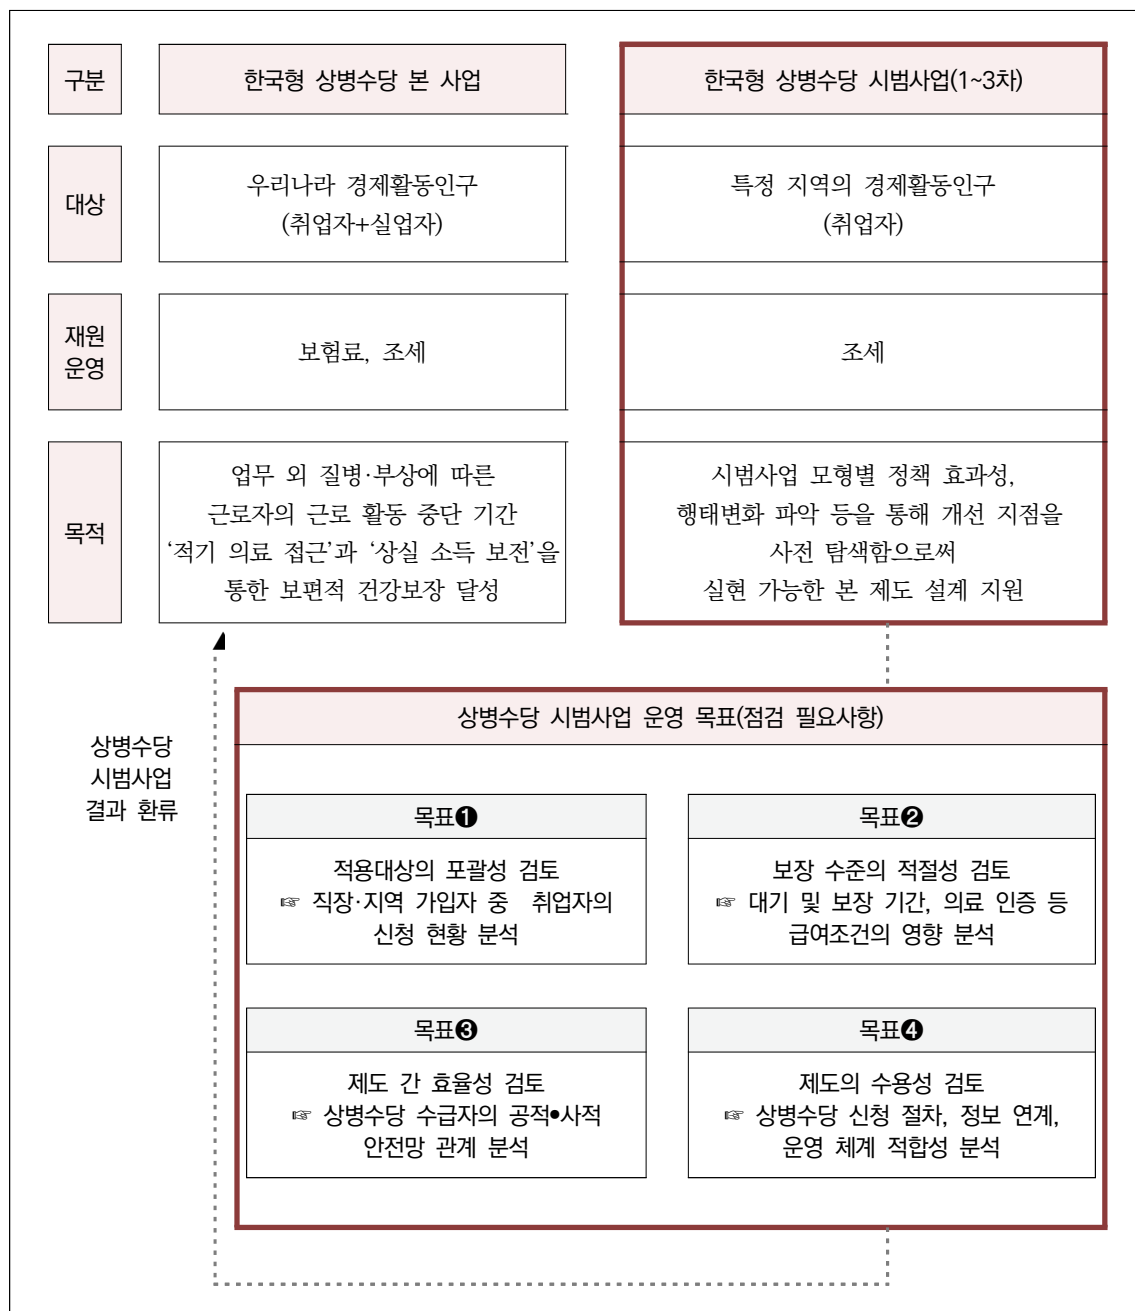 구분
한국형 상병수당 본 사업
한국형 상병수당 시범사업(1~3차)
대상
우리나라 경제활동인구
(취업자+실업자)
특정 지역의 경제활동인구
(취업자)
재원
운영
보험료, 조세
조세
목적
업무 외 질병·부상에 따른
근로자의 근로 활동 중단 기간
‘적기 의료 접근’과 ‘상실 소득 보전’을
통한 보편적 건강보장 달성
시범사업 모형별 정책 효과성,
행태변화 파악 등을 통해 개선 지점을
사전 탐색함으로써
실현 가능한 본 제도 설계 지원
상병수당
시범사업
결과 환류
상병수당 시범사업 운영 목표(점검 필요사항)
목표❶
적용대상의 포괄성 검토
☞ 직장·지역 가입자 중 취업자의
신청 현황 분석
목표❷
보장 수준의 적절성 검토
☞ 대기 및 보장 기간, 의료 인증 등
급여조건의 영향 분석
목표❸
제도 간 효율성 검토
☞ 상병수당 수급자의 공적•사적
안전망 관계 분석
목표❹
제도의 수용성 검토
☞ 상병수당 신청 절차, 정보 연계,
운영 체계 적합성 분석